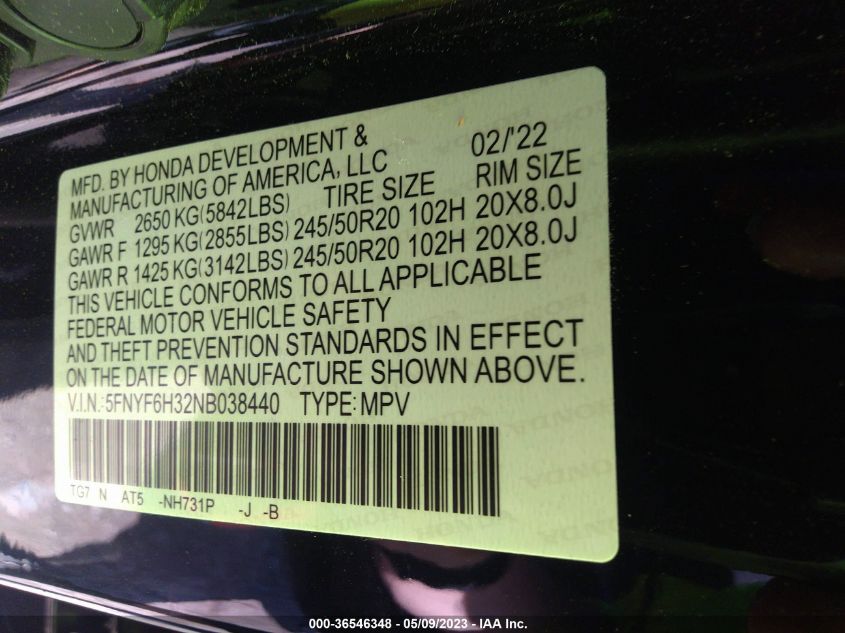 MFD. BY HONDA DEVELOPMENT & 02/'22
MANUFACTURING OF AMERICA, LLC
TIRE SIZE RIM SIZE
GVWR 2650 KG(5842LBS)
GAWR F 1295 KG(2855LBS) 245/50R20 102H 20X8.0J
GAWR R 1425 KG(3142LBS) 245/50R20 102H 20X8.0J
THIS VEHICLE CONFORMS TO ALL APPLICABLE
FEDERAL MOTOR VEHICLE SAFETY
AND THEFT PREVENTION STANDARDS IN EFFECT
ON THE DATE OF MANUFACTURE SHOWN ABOVE.
V.I.N.:5FNYF6H32NB038440 TYPE:MPV
TG7 N AT5 -NH731P -J -B
000-36546348 — 05/09/2023 — IAA Inc.